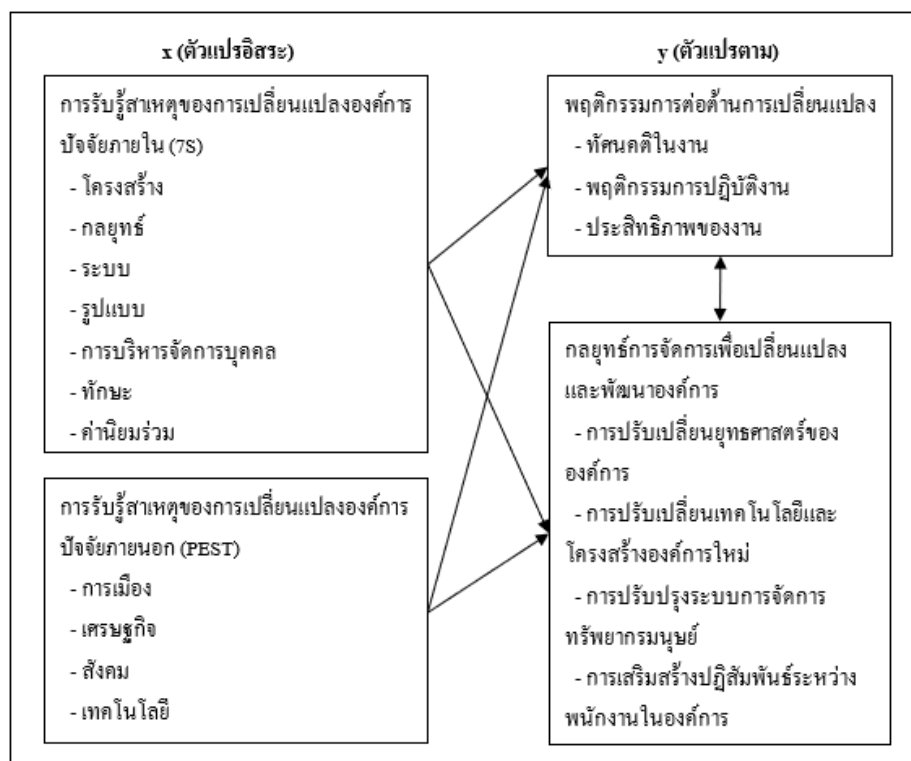 x (ตัวแปรอิสระ)
การรับรู้สาเหตุของการเปลี่ยนแปลงองค์การ
ปัจจัยภายใน (7S)
- โครงสร้าง
- กลยุทธ์
- ระบบ
- รูปแบบ
- การบริหารจัดการบุคคล
- ทักษะ
- ค่านิยมร่วม
การรับรู้สาเหตุของการเปลี่ยนแปลงองค์การ
ปัจจัยภายนอก (PEST)
- การเมือง
- เศรษฐกิจ
- สังคม
- เทคโนโลยี
y (ตัวแปรตาม)
พฤติกรรมการต่อต้านการเปลี่ยนแปลง
- ทัศนคติในงาน
- พฤติกรรมการปฏิบัติงาน
- ประสิทธิภาพของงาน
กลยุทธ์การจัดการเพื่อเปลี่ยนแปลง
และพัฒนาองค์การ
- การปรับเปลี่ยนยุทธศาสตร์ของ
องค์การ
- การปรับเปลี่ยนเทคโนโลยีและ
โครงสร้างองค์การใหม่
- การปรับปรุงระบบการจัดการ
ทรัพยากรมนุษย์
- การเสริมสร้างปฏิสัมพันธ์ระหว่าง
พนักงานในองค์การ